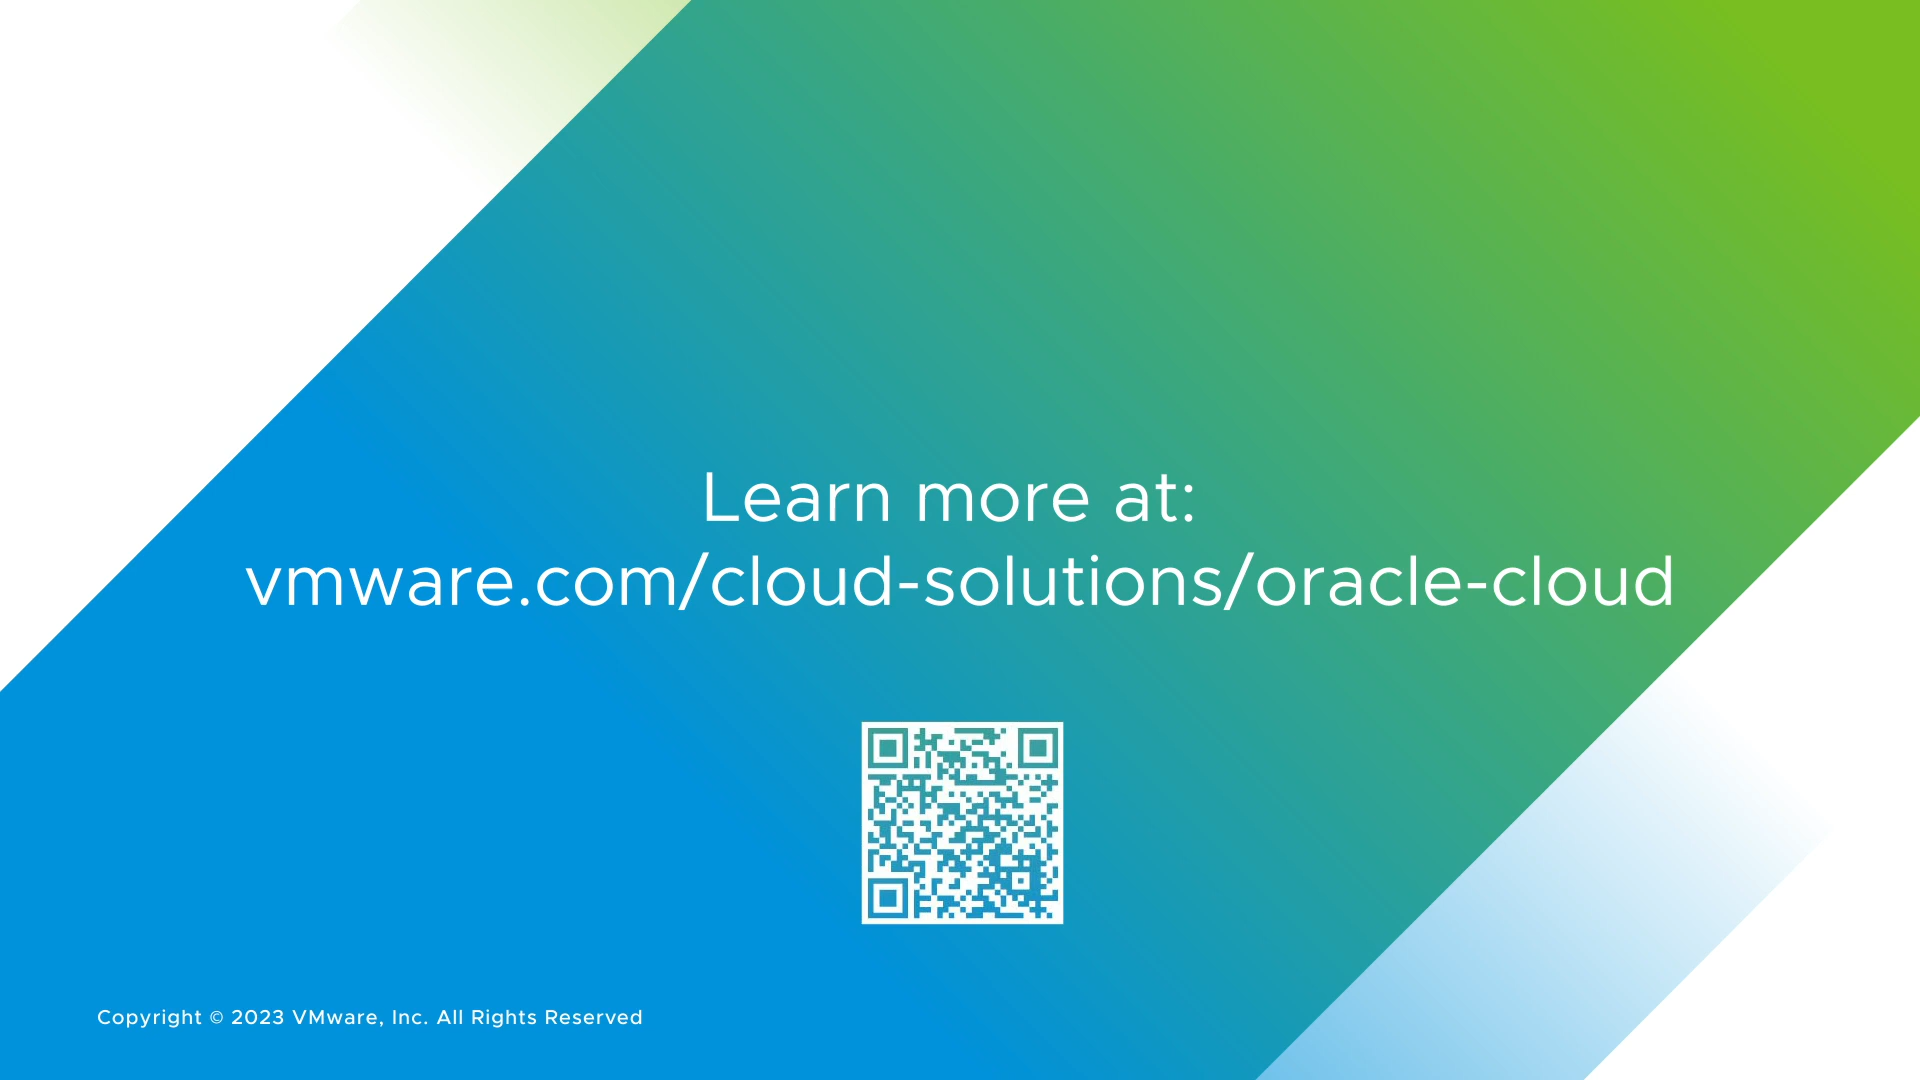 Learn more at:
vmware.com/cloud-solutions/oracle-cloud
Copyright © 2023 VMware, Inc. All Rights Reserved